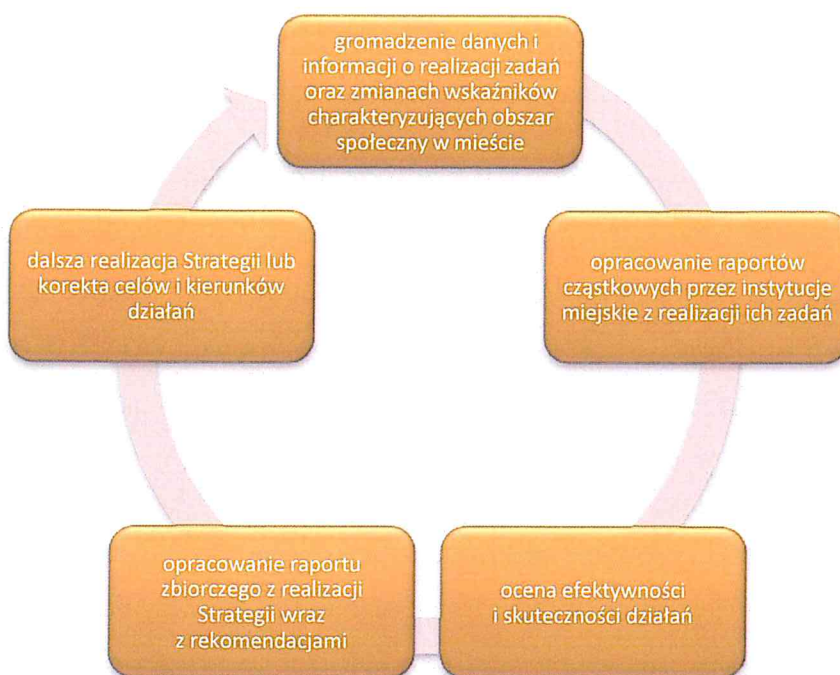 gromadzenie danych i
informacji o realizacji zadań
oraz zmianach wskaźników
charakteryzujących obszar
społeczny w mieście
opracowanie raportów
cząstkowych przez instytucje
miejskie z realizacji ich zadań
ocena efektywności
i skuteczności działań
opracowanie raportu
zbiorczego z realizacji
Strategii wraz
z rekomendacjami
dalsza realizacja Strategii lub
korekta celów i kierunków
działań